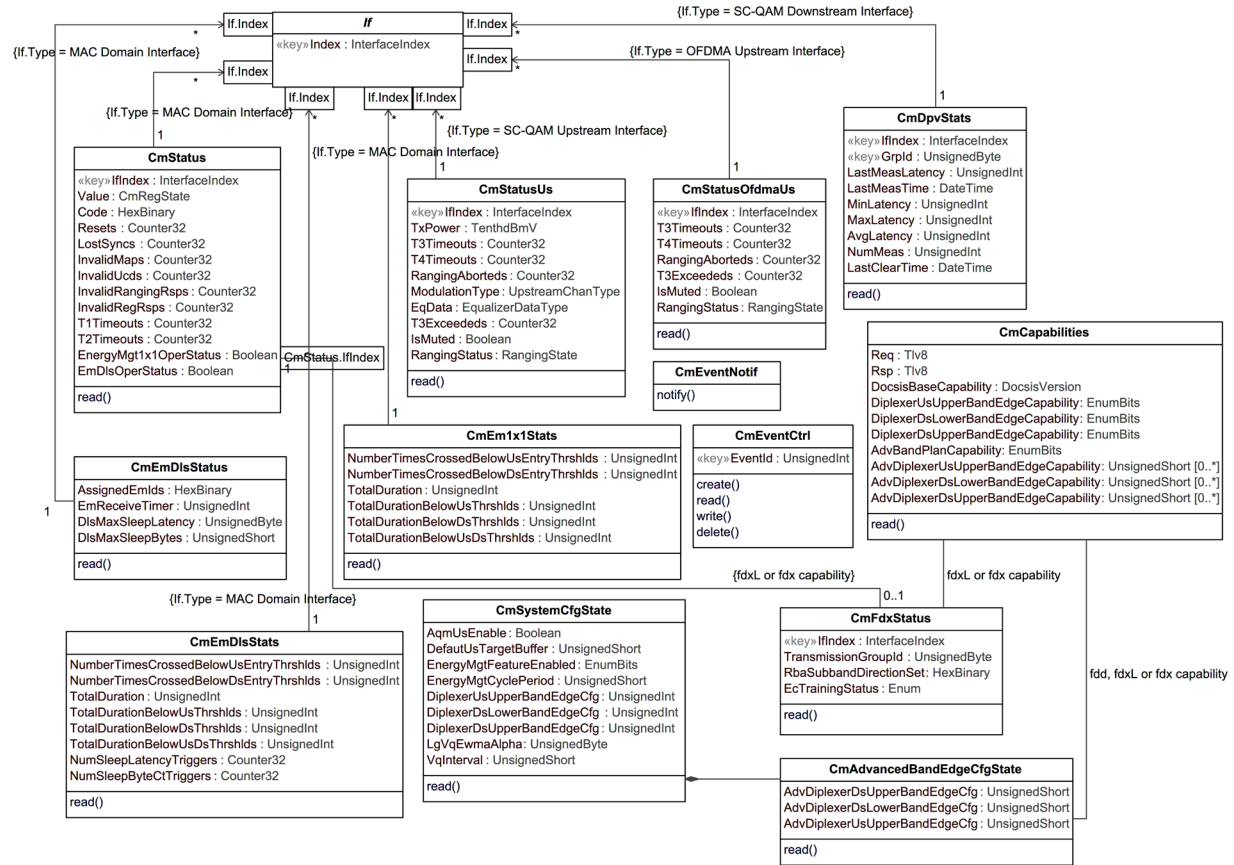 If
«key»Index : InterfaceIndex
If.Index
*
If.Index
*
If.Index
*
If.Index
*
If.Index
*
If.Index
*
If.Index
*
{If.Type = MAC Domain Interface}
{If.Type = MAC Domain Interface}
{If.Type = MAC Domain Interface}
{If.Type = SC-QAM Upstream Interface}
{If.Type = OFDMA Upstream Interface}
{If.Type = SC-QAM Downstream Interface}
1
CmStatus
«key»IfIndex : InterfaceIndex
Value : CmRegState
Code : HexBinary
Resets : Counter32
LostSyncs : Counter32
InvalidMaps : Counter32
InvalidUcds : Counter32
InvalidRangingRsps : Counter32
InvalidRegRsps : Counter32
T1Timeouts : Counter32
T2Timeouts : Counter32
EnergyMgt1x1OperStatus : Boolean
EmDlsOperStatus : Boolean
read()
CmStatus.IfIndex
1
1
CmStatusUs
«key»IfIndex : InterfaceIndex
TxPower : TenthdBmV
T3Timeouts : Counter32
T4Timeouts : Counter32
RangingAborteds : Counter32
ModulationType : UpstreamChanType
EqData : EqualizerDataType
T3Exceededs : Counter32
IsMuted : Boolean
RangingStatus : RangingState
read()
1
CmStatusOfdmaUs
«key»IfIndex : InterfaceIndex
T3Timeouts : Counter32
T4Timeouts : Counter32
RangingAborteds : Counter32
T3Exceededs : Counter32
IsMuted : Boolean
RangingStatus : RangingState
read()
1
CmDpvStats
«key»IfIndex : InterfaceIndex
«key»GrpId : UnsignedByte
LastMeasLatency : UnsignedInt
LastMeasTime : DateTime
MinLatency : UnsignedInt
MaxLatency : UnsignedInt
AvgLatency : UnsignedInt
NumMeas : UnsignedInt
LastClearTime : DateTime
read()
CmEventNotif
notify()
CmCapabilities
Req : Tlv8
Rsp : Tlv8
DocsisBaseCapability : DocsisVersion
DiplexerUsUpperBandEdgeCapability: EnumBits
DiplexerDsLowerBandEdgeCapability: EnumBits
DiplexerDsUpperBandEdgeCapability: EnumBits
AdvBandPlanCapability: EnumBits
AdvDiplexerUsUpperBandEdgeCapability: UnsignedShort [0..*]
AdvDiplexerDsLowerBandEdgeCapability: UnsignedShort [0..*]
AdvDiplexerDsUpperBandEdgeCapability: UnsignedShort [0..*]
read()
1
CmEmDlsStatus
AssignedEmIds : HexBinary
EmReceiveTimer : UnsignedInt
DlsMaxSleepLatency : UnsignedByte
DlsMaxSleepBytes : UnsignedShort
read()
1
CmEm1x1Stats
NumberTimesCrossedBelowUsEntryThrshlds : UnsignedInt
NumberTimesCrossedBelowDsEntryThrshlds : UnsignedInt
TotalDuration : UnsignedInt
TotalDurationBelowUsThrshlds : UnsignedInt
TotalDurationBelowDsThrshlds : UnsignedInt
TotalDurationBelowUsDsThrshlds : UnsignedInt
read()
CmEventCtrl
«key»EventId : UnsignedInt
create()
read()
write()
delete()
{fdxL or fdx capability}
fdxL or fdx capability
0..1
{If.Type = MAC Domain Interface}
1
CmEmDlsStats
NumberTimesCrossedBelowUsEntryThrshlds : UnsignedInt
NumberTimesCrossedBelowDsEntryThrshlds : UnsignedInt
TotalDuration : UnsignedInt
TotalDurationBelowUsThrshlds : UnsignedInt
TotalDurationBelowDsThrshlds : UnsignedInt
TotalDurationBelowUsDsThrshlds : UnsignedInt
NumSleepLatencyTriggers : Counter32
NumSleepByteCtTriggers : Counter32
read()
CmSystemCfgState
AqmUsEnable : Boolean
DefautUsTargetBuffer : UnsignedShort
EnergyMgtFeatureEnabled : EnumBits
EnergyMgtCyclePeriod : UnsignedShort
DiplexerUsUpperBandEdgeCfg : UnsignedInt
DiplexerDsLowerBandEdgeCfg : UnsignedInt
DiplexerDsUpperBandEdgeCfg : UnsignedInt
LgVqEwmaAlpha : UnsignedByte
VqInterval : UnsignedShort
read()
CmFdxStatus
«key»IfIndex : InterfaceIndex
TransmissionGroupId : UnsignedByte
RbaSubbandDirectionSet: HexBinary
EcTrainingStatus : Enum
read()
fdd, fdxL or fdx capability
CmAdvancedBandEdgeCfgState
AdvDiplexerDsUpperBandEdgeCfg : UnsignedShort
AdvDiplexerDsLowerBandEdgeCfg : UnsignedShort
AdvDiplexerUsUpperBandEdgeCfg : UnsignedShort
read()